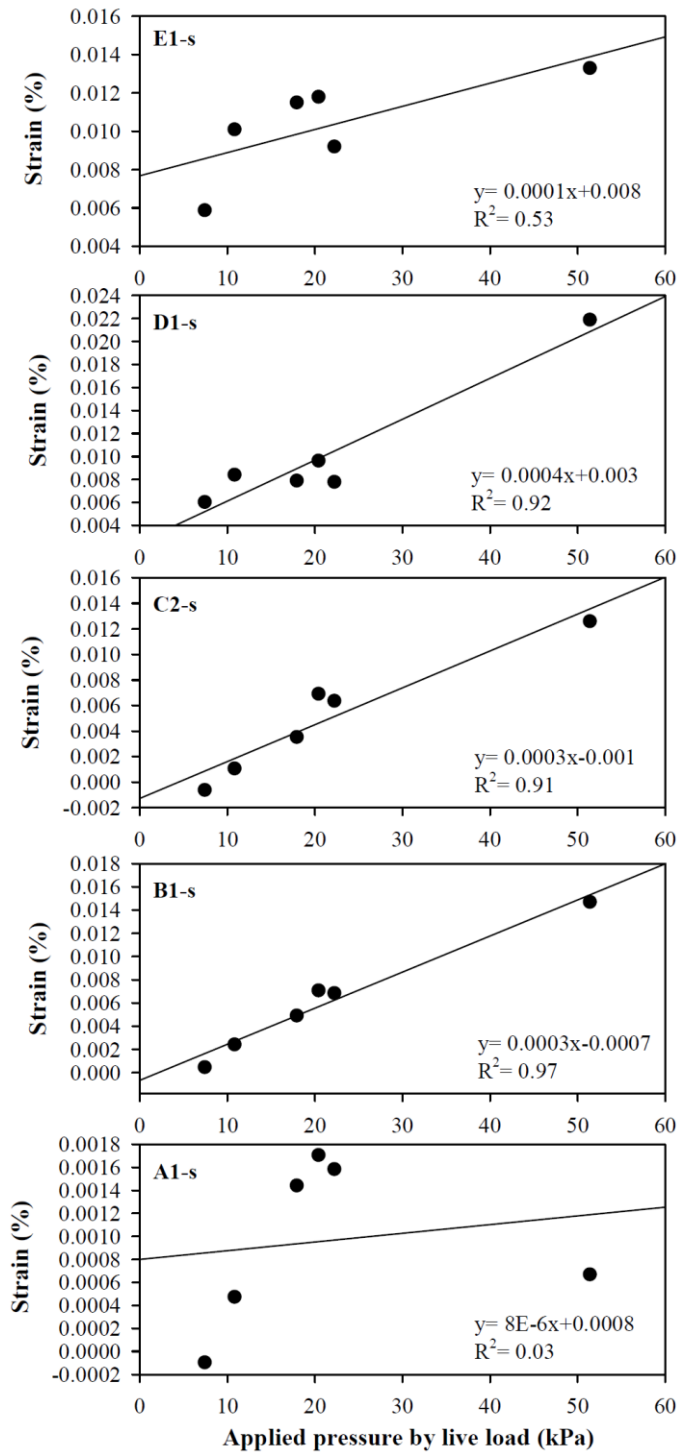 0.016
E1-s
0.014
0.012
0.010
0.008
0.006
0.004
Strain (%)
y= 0.0001x+0.008
R²= 0.53
0 10 20 30 40 50 60
0.024
D1-s
0.022
0.020
0.018
0.016
0.014
0.012
0.010
0.008
0.006
0.004
Strain (%)
y= 0.0004x+0.003
R²= 0.92
0 10 20 30 40 50 60
0.016
C2-s
0.014
0.012
0.010
0.008
0.006
0.004
0.002
0.000
-0.002
Strain (%)
y= 0.0003x-0.001
R²= 0.91
0 10 20 30 40 50 60
0.018
B1-s
0.016
0.014
0.012
0.010
0.008
0.006
0.004
0.002
0.000
Strain (%)
y= 0.0003x-0.0007
R²= 0.97
0 10 20 30 40 50 60
0.0018
A1-s
0.0016
0.0014
0.0012
0.0010
0.0008
0.0006
0.0004
0.0002
0.0000
-0.0002
Strain (%)
y= 8E-6x+0.0008
R²= 0.03
0 10 20 30 40 50 60
Applied pressure by live load (kPa)